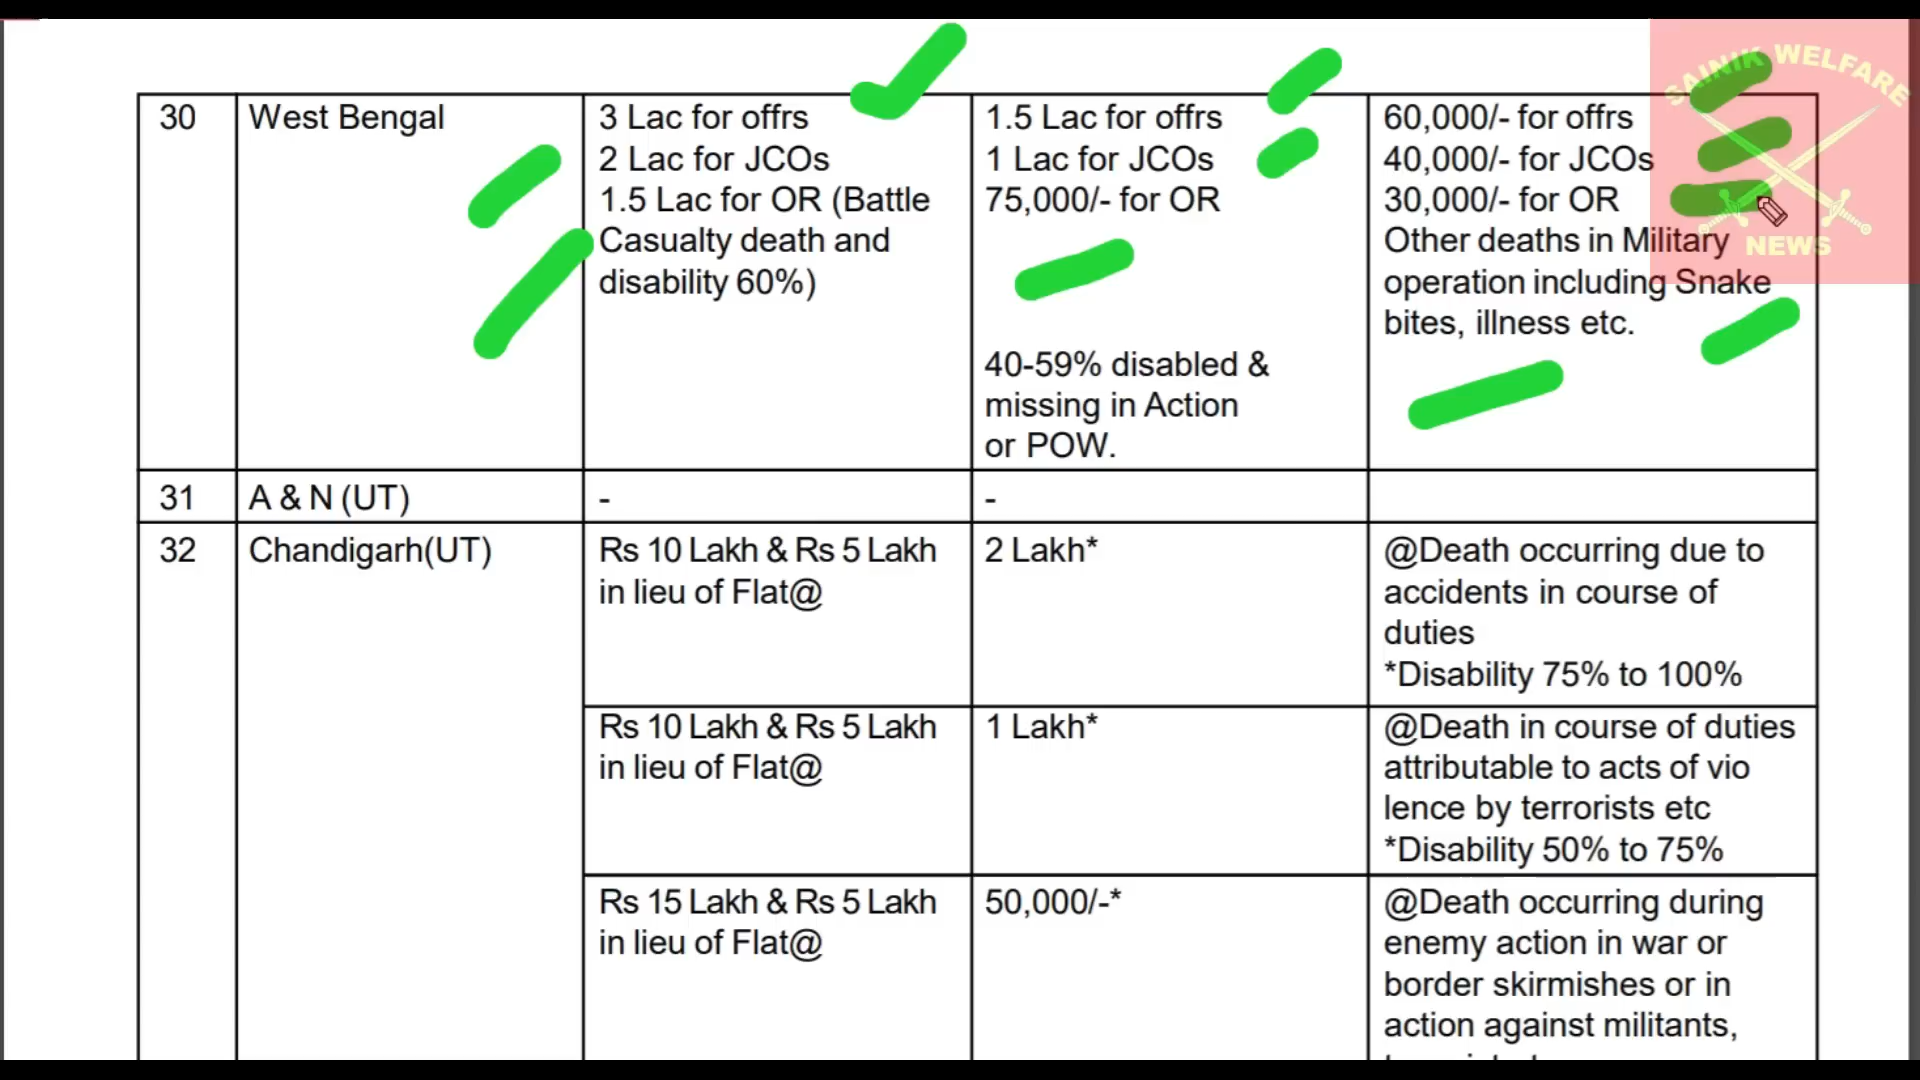 SAINIK WELFARE
NEWS
30
West Bengal
3 Lac for offrs
2 Lac for JCOs
1.5 Lac for OR (Battle
Casualty death and
disability 60%)
1.5 Lac for offrs
1 Lac for JCOs
75,000/- for OR
40-59% disabled &
missing in Action
or POW.
60,000/- for offrs
40,000/- for JCOs
30,000/- for OR
Other deaths in Military
operation including Snake
bites, illness etc.
31
A & N (UT)
-
-
32
Chandigarh(UT)
Rs 10 Lakh & Rs 5 Lakh
in lieu of Flat@
2 Lakh*
@Death occurring due to
accidents in course of
duties
*Disability 75% to 100%
Rs 10 Lakh & Rs 5 Lakh
in lieu of Flat@
1 Lakh*
@Death in course of duties
attributable to acts of vio
lence by terrorists etc
*Disability 50% to 75%
Rs 15 Lakh & Rs 5 Lakh
in lieu of Flat@
50,000/-*
@Death occurring during
enemy action in war or
border skirmishes or in
action against militants,